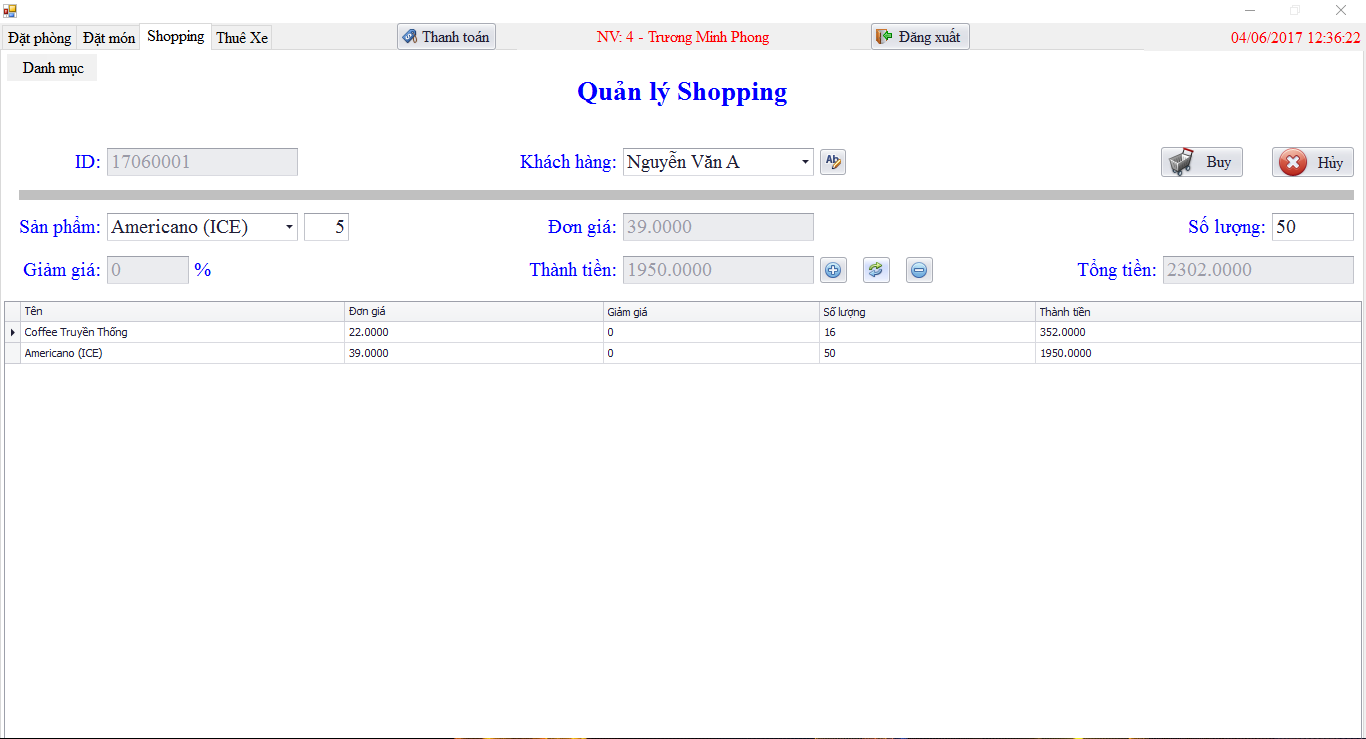 Đặt phòng Đặt món Shopping Thuê Xe Thanh toán NV: 4 - Trương Minh Phong Đăng xuất 04/06/2017 12:36:22
Danh mục
Quản lý Shopping
ID: 17060001 Khách hàng: Nguyễn Văn A Buy Hủy
Sản phẩm: Americano (ICE) 5 Đơn giá: 39.0000 Số lượng: 50
Giảm giá: 0 % Thành tiền: 1950.0000 Tổng tiền: 2302.0000
Tên Đơn giá Giảm giá Số lượng Thành tiền
Coffee Truyền Thống 22.0000 0 16 352.0000
Americano (ICE) 39.0000 0 50 1950.0000